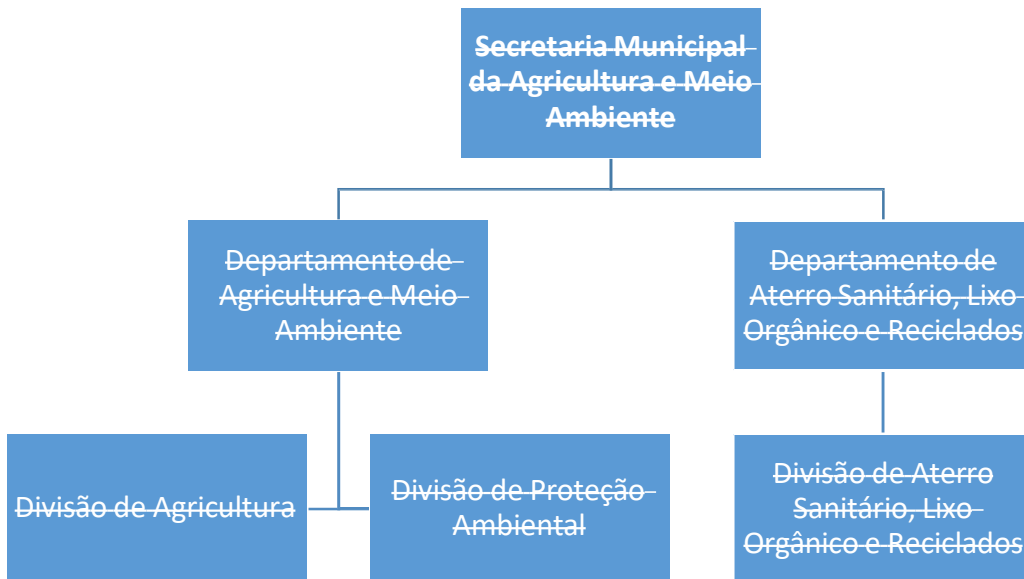 Secretaria Municipal
da Agricultura e Meio
Ambiente
Departamento de
Agricultura e Meio
Ambiente
Departamento de
Aterro Sanitário, Lixo
Orgânico e Reciclados
Divisão de Agricultura
Divisão de Proteção
Ambiental
Divisão de Aterro
Sanitário, Lixo
Orgânico e Reciclados